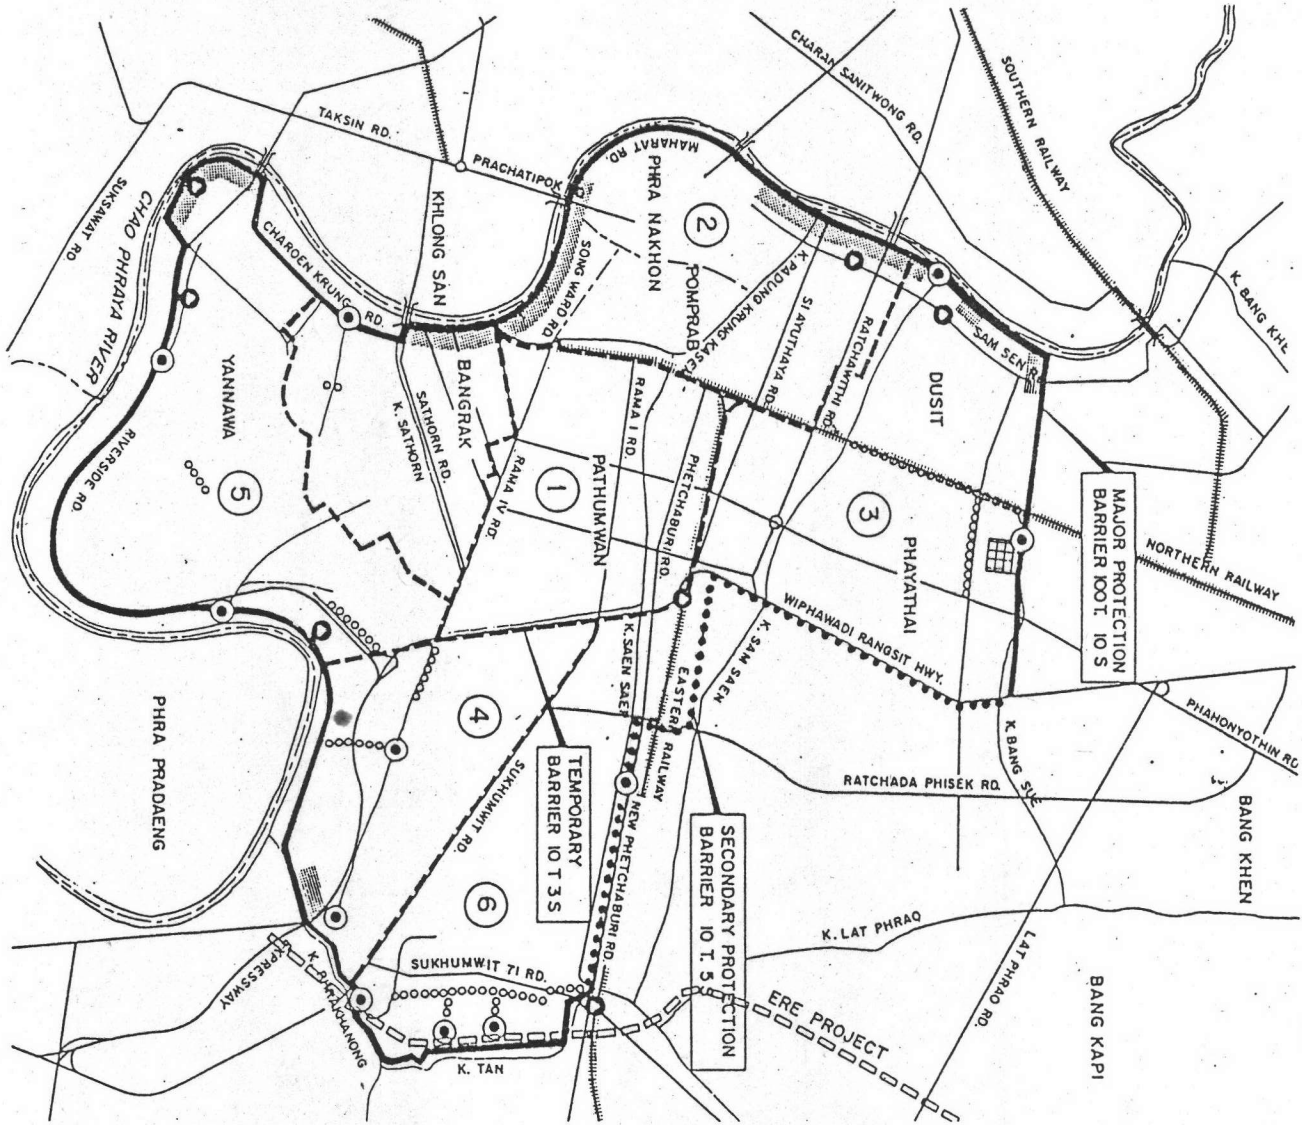 CHARAN SANITWONG RD.
SOUTHERN RAILWAY
TAKSIN RD.
PRACHATIPOK RD
MAHARAT RD.
PHRA NAKHON
2
K. BANG KHE
SUKSAWAT RD
CHAO PHRAYA RIVER
CHAROEN KRUNG RD.
KHLONG SAN
SONG WARD RD.
POMPRAB
K. PADUNG KRUNG KASEM
SI AYUTHAYA RD.
RATCHAWITHI RD.
SAM SEN R
DUSIT
YANNAWA
RIVERSIDE RD
5
BANGRAK
SATHORN RD.
K. SATHORN
RAMA IV RD.
1
PATHUMWAN
RAMA I RD.
PHETCHABURI RD.
3
PHAYATHAI
MAJOR PROTECTION
BARRIER 100T. 10 S
NORTHERN RAILWAY
WIPHAWADI RANGSIT HWY.
K. SAEN SAEP
K. SAM SAEN
EASTERN RAILWAY
PHRA PRADAENG
4
SUKHUMWIT RD.
TEMPORARY
BARRIER 10 T 3S
NEW PHETCHABURI RD.
SECONDARY PROTECTION
BARRIER 10 T. 5S
RATCHADA PHISEK RD.
K. BANG SUE
PHAHONYOTHIN RD
BANG KHEN
6
K. LAT PHRAO
LAT PHRAO RD.
BANG KAPI
SUKHUMWIT 71 RD.
XPRESSWAY
K. PHRAKHANONG
K. TAN
ERE PROJECT